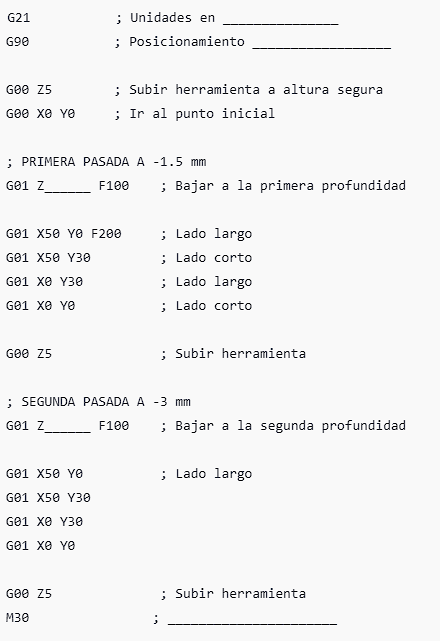 G21 ; Unidades en _______________
G90 ; Posicionamiento __________________
G00 Z5 ; Subir herramienta a altura segura
G00 X0 Y0 ; Ir al punto inicial
; PRIMERA PASADA A -1.5 mm
G01 Z______ F100 ; Bajar a la primera profundidad
G01 X50 Y0 F200 ; Lado largo
G01 X50 Y30 ; Lado corto
G01 X0 Y30 ; Lado largo
G01 X0 Y0 ; Lado corto
G00 Z5 ; Subir herramienta
; SEGUNDA PASADA A -3 mm
G01 Z______ F100 ; Bajar a la segunda profundidad
G01 X50 Y0 ; Lado largo
G01 X50 Y30
G01 X0 Y30
G01 X0 Y0
G00 Z5 ; Subir herramienta
M30 ; ______________________